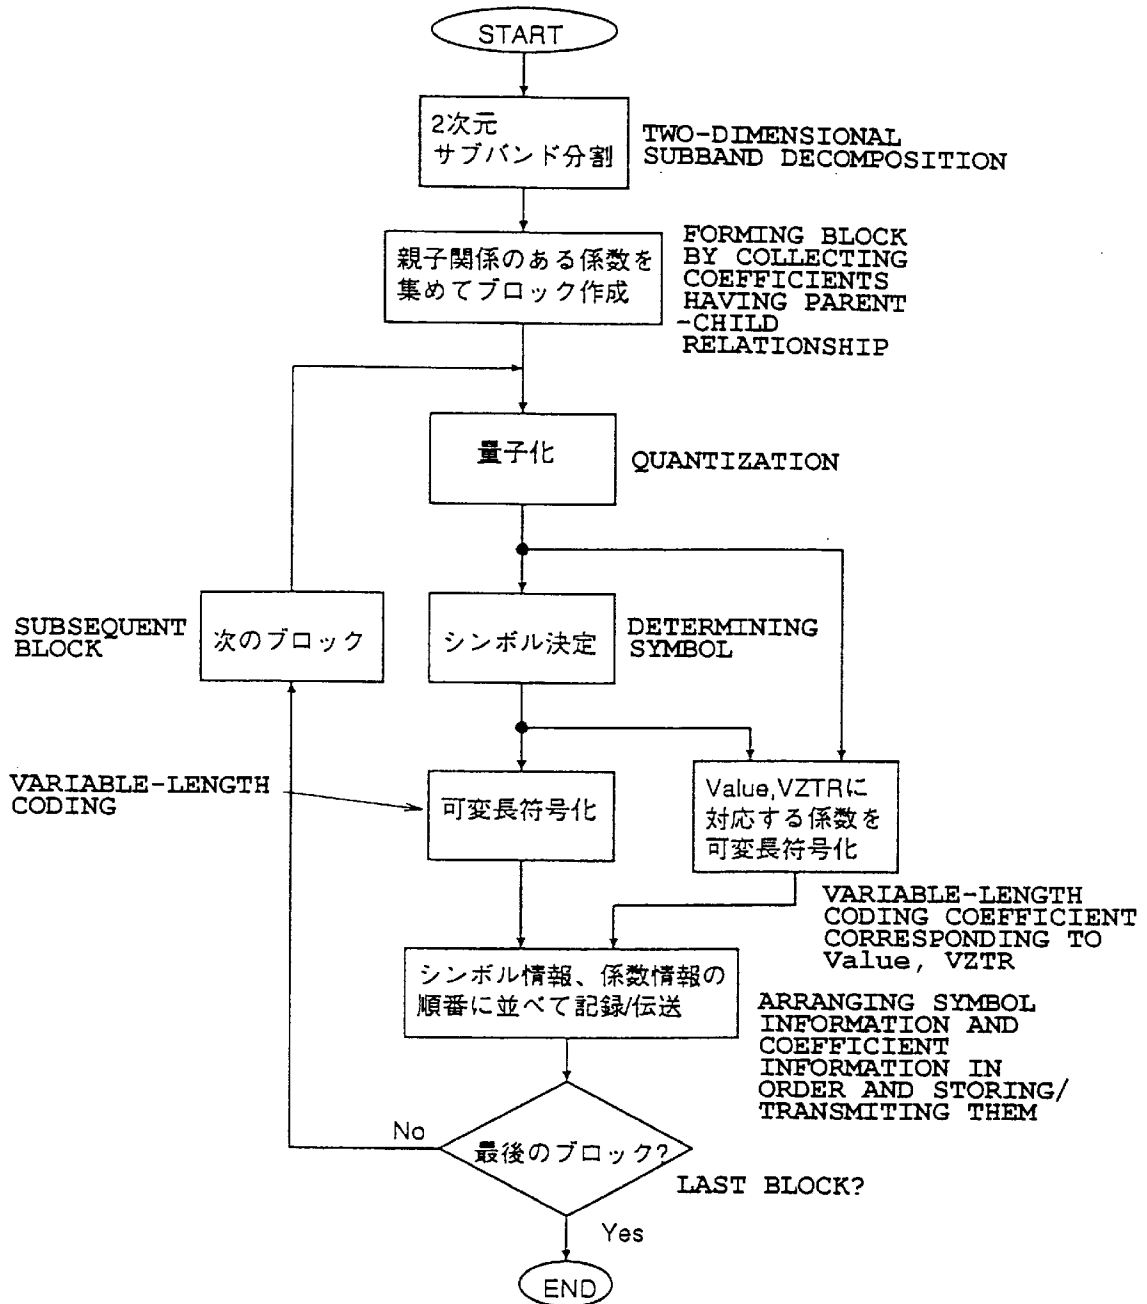 START
2次元
サブバンド分割
TWO-DIMENSIONAL
SUBBAND DECOMPOSITION
親子関係のある係数を
集めてブロック作成
FORMING BLOCK
BY COLLECTING
COEFFICIENTS
HAVING PARENT
-CHILD
RELATIONSHIP
量子化
QUANTIZATION
SUBSEQUENT
BLOCK
次のブロック
シンボル決定
DETERMINING
SYMBOL
VARIABLE-LENGTH
CODING
可変長符号化
Value,VZTRに
対応する係数を
可変長符号化
VARIABLE-LENGTH
CODING COEFFICIENT
CORRESPONDING TO
Value, VZTR
シンボル情報、係数情報の
順番に並べて記録/伝送
ARRANGING SYMBOL
INFORMATION AND
COEFFICIENT
INFORMATION IN
ORDER AND STORING/
TRANSMITING THEM
No
最後のブロック?
LAST BLOCK?
Yes
END